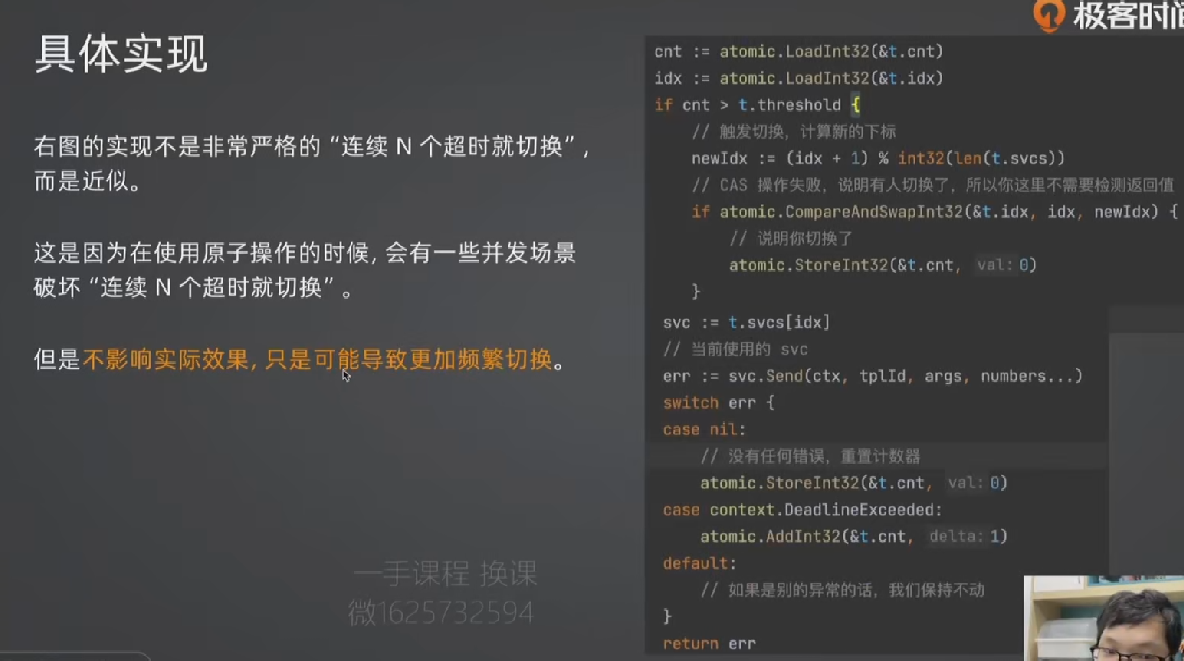 极客时间
具体实现
右图的实现不是非常严格的“连续 N 个超时就切换”,
而是近似。
这是因为在使用原子操作的时候, 会有一些并发场景
破坏“连续 N 个超时就切换”。
但是不影响实际效果, 只是可能导致更加频繁切换。
一手课程 换课
微1625732594
cnt := atomic.LoadInt32(&t.cnt)
idx := atomic.LoadInt32(&t.idx)
if cnt > t.threshold {
// 触发切换, 计算新的下标
newIdx := (idx + 1) % int32(len(t.svcs))
// CAS 操作失败, 说明有人切换了, 所以你这里不需要检测返回值
if atomic.CompareAndSwapInt32(&t.idx, idx, newIdx) {
// 说明你切换了
atomic.StoreInt32(&t.cnt, val: 0)
}
svc := t.svcs[idx]
// 当前使用的 svc
err := svc.Send(ctx, tplId, args, numbers...)
switch err {
case nil:
// 没有任何错误, 重置计数器
atomic.StoreInt32(&t.cnt, val: 0)
case context.DeadlineExceeded:
atomic.AddInt32(&t.cnt, delta: 1)
default:
// 如果是别的异常的话, 我们保持不动
}
return err